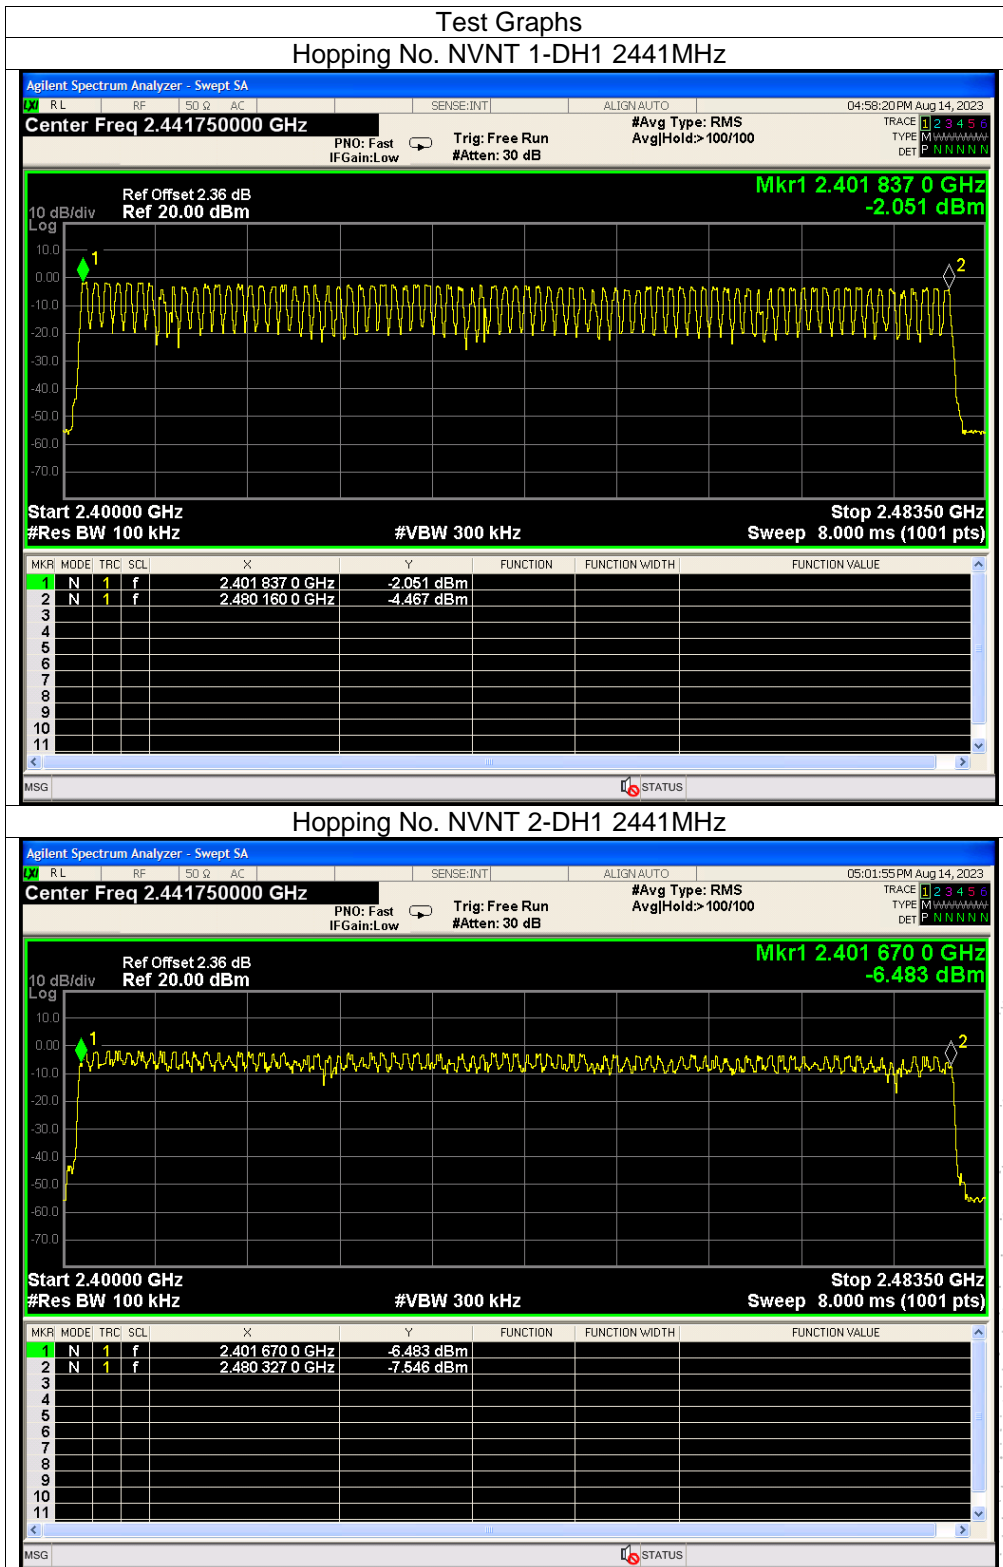 Test Graphs
Hopping No. NVNT 1-DH1 2441MHz
Agilent Spectrum Analyzer - Swept SA
LXI RL RF 50 Ω AC SENSE:INT ALIGN AUTO 04:58:20 PM Aug 14, 2023
Center Freq 2.441750000 GHz #Avg Type: RMS TRACE 1 2 3 4 5 6
PNO: Fast Trig: Free Run Avg|Hold:> 100/100 TYPE M
IFGain:Low #Atten: 30 dB DET P N N N N N
Mkr1 2.401 837 0 GHz
Ref Offset 2.36 dB
10 dB/div Ref 20.00 dBm -2.051 dBm
Log
10.0
1
2
0.00
-10.0
-20.0
-30.0
-40.0
-50.0
-60.0
-70.0
Start 2.40000 GHz Stop 2.48350 GHz
#Res BW 100 kHz #VBW 300 kHz Sweep 8.000 ms (1001 pts)
MKR MODE TRC SCL X Y FUNCTION FUNCTION WIDTH FUNCTION VALUE
1 N 1 f 2.401 837 0 GHz -2.051 dBm
2 N 1 f 2.480 160 0 GHz -4.467 dBm
3
4
5
6
7
8
9
10
11
MSG STATUS
Hopping No. NVNT 2-DH1 2441MHz
Agilent Spectrum Analyzer - Swept SA
LXI RL RF 50 Ω AC SENSE:INT ALIGN AUTO 05:01:55 PM Aug 14, 2023
Center Freq 2.441750000 GHz #Avg Type: RMS TRACE 1 2 3 4 5 6
PNO: Fast Trig: Free Run Avg|Hold:> 100/100 TYPE M
IFGain:Low #Atten: 30 dB DET P N N N N N
Mkr1 2.401 670 0 GHz
Ref Offset 2.36 dB
10 dB/div Ref 20.00 dBm -6.483 dBm
Log
10.0
1
2
0.00
-10.0
-20.0
-30.0
-40.0
-50.0
-60.0
-70.0
Start 2.40000 GHz Stop 2.48350 GHz
#Res BW 100 kHz #VBW 300 kHz Sweep 8.000 ms (1001 pts)
MKR MODE TRC SCL X Y FUNCTION FUNCTION WIDTH FUNCTION VALUE
1 N 1 f 2.401 670 0 GHz -6.483 dBm
2 N 1 f 2.480 327 0 GHz -7.546 dBm
3
4
5
6
7
8
9
10
11
MSG STATUS